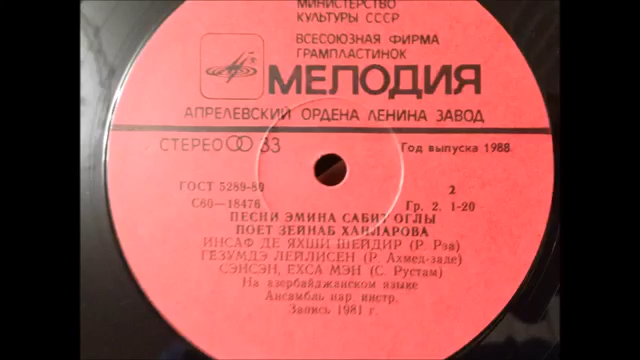 МИНИСТЕРСТВО
КУЛЬТУРЫ СССР
ВСЕСОЮЗНАЯ ФИРМА
ГРАМПЛАСТИНОК
МЕЛОДИЯ
АПРЕЛЕВСКИЙ ОРДЕНА ЛЕНИНА ЗАВОД
СТЕРЕО 33
Год выпуска 1988
ГОСТ 5289-80
2
С60—18476
Гр. 2. 1-20
ПЕСНИ ЭМИНА САБИТ ОГЛЫ
ПОЕТ ЗЕЙНАБ ХАНЛАРОВА
ИНСАФ ДЕ ЯХШИ ШЕЙДИР (Р. Рза)
ГЕЗУМДЭ ЛЕЙЛИСЕН (Р. Ахмед-заде)
СЭНСЭН, ЕХСА МЭН (С. Рустам)
На азербайджанском языке
Ансамбль нар. инстр.
Запись 1981 г.